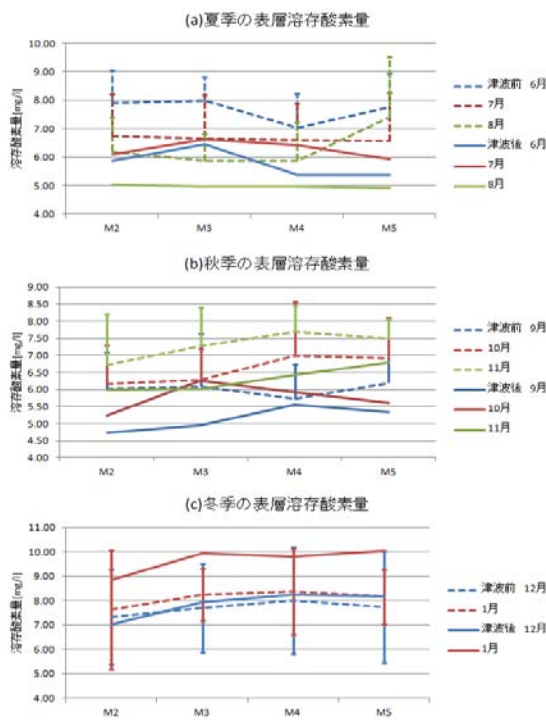 (a)夏季の表層溶存酸素量
溶存酸素量[mg/l]
10.00
9.00
8.00
7.00
6.00
5.00
4.00
M2 M3 M4 M5
津波前 6月
7月
8月
津波後 6月
7月
8月
(b)秋季の表層溶存酸素量
溶存酸素量[mg/l]
9.00
8.50
8.00
7.50
7.00
6.50
6.00
5.50
5.00
4.50
4.00
M2 M3 M4 M5
津波前 9月
10月
11月
津波後 9月
10月
11月
(c)冬季の表層溶存酸素量
溶存酸素量[mg/l]
11.00
10.00
9.00
8.00
7.00
6.00
5.00
4.00
M2 M3 M4 M5
津波前 12月
1月
津波後 12月
1月